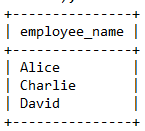 +---------------+
| employee_name |
+---------------+
| Alice         |
| Charlie       |
| David         |
+---------------+